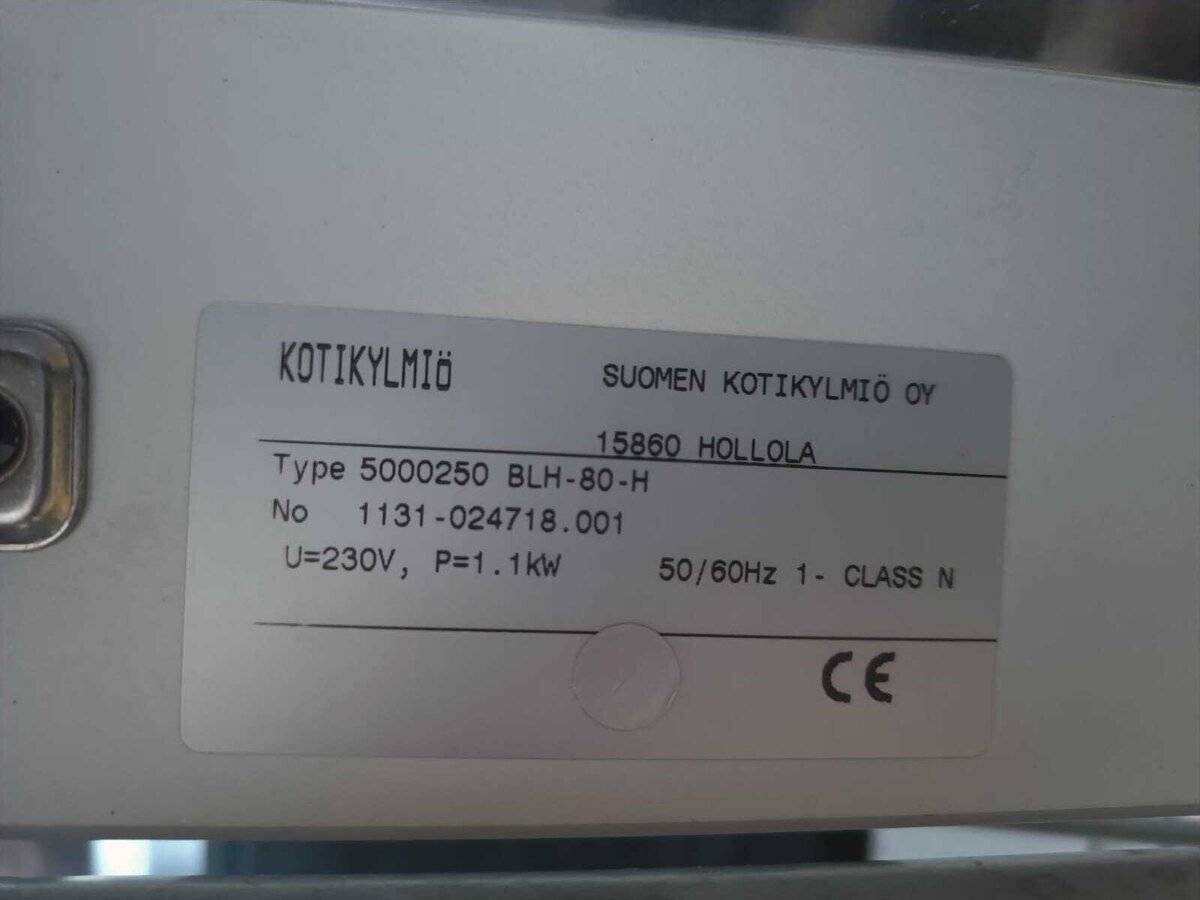 KOTIKYLMIÖ SUOMEN KOTIKYLMIÖ OY
15860 HOLLOLA
Type 5000250 BLH-80-H
No 1131-024718.001
U=230V, P=1.1kW 50/60Hz 1- CLASS N
CE